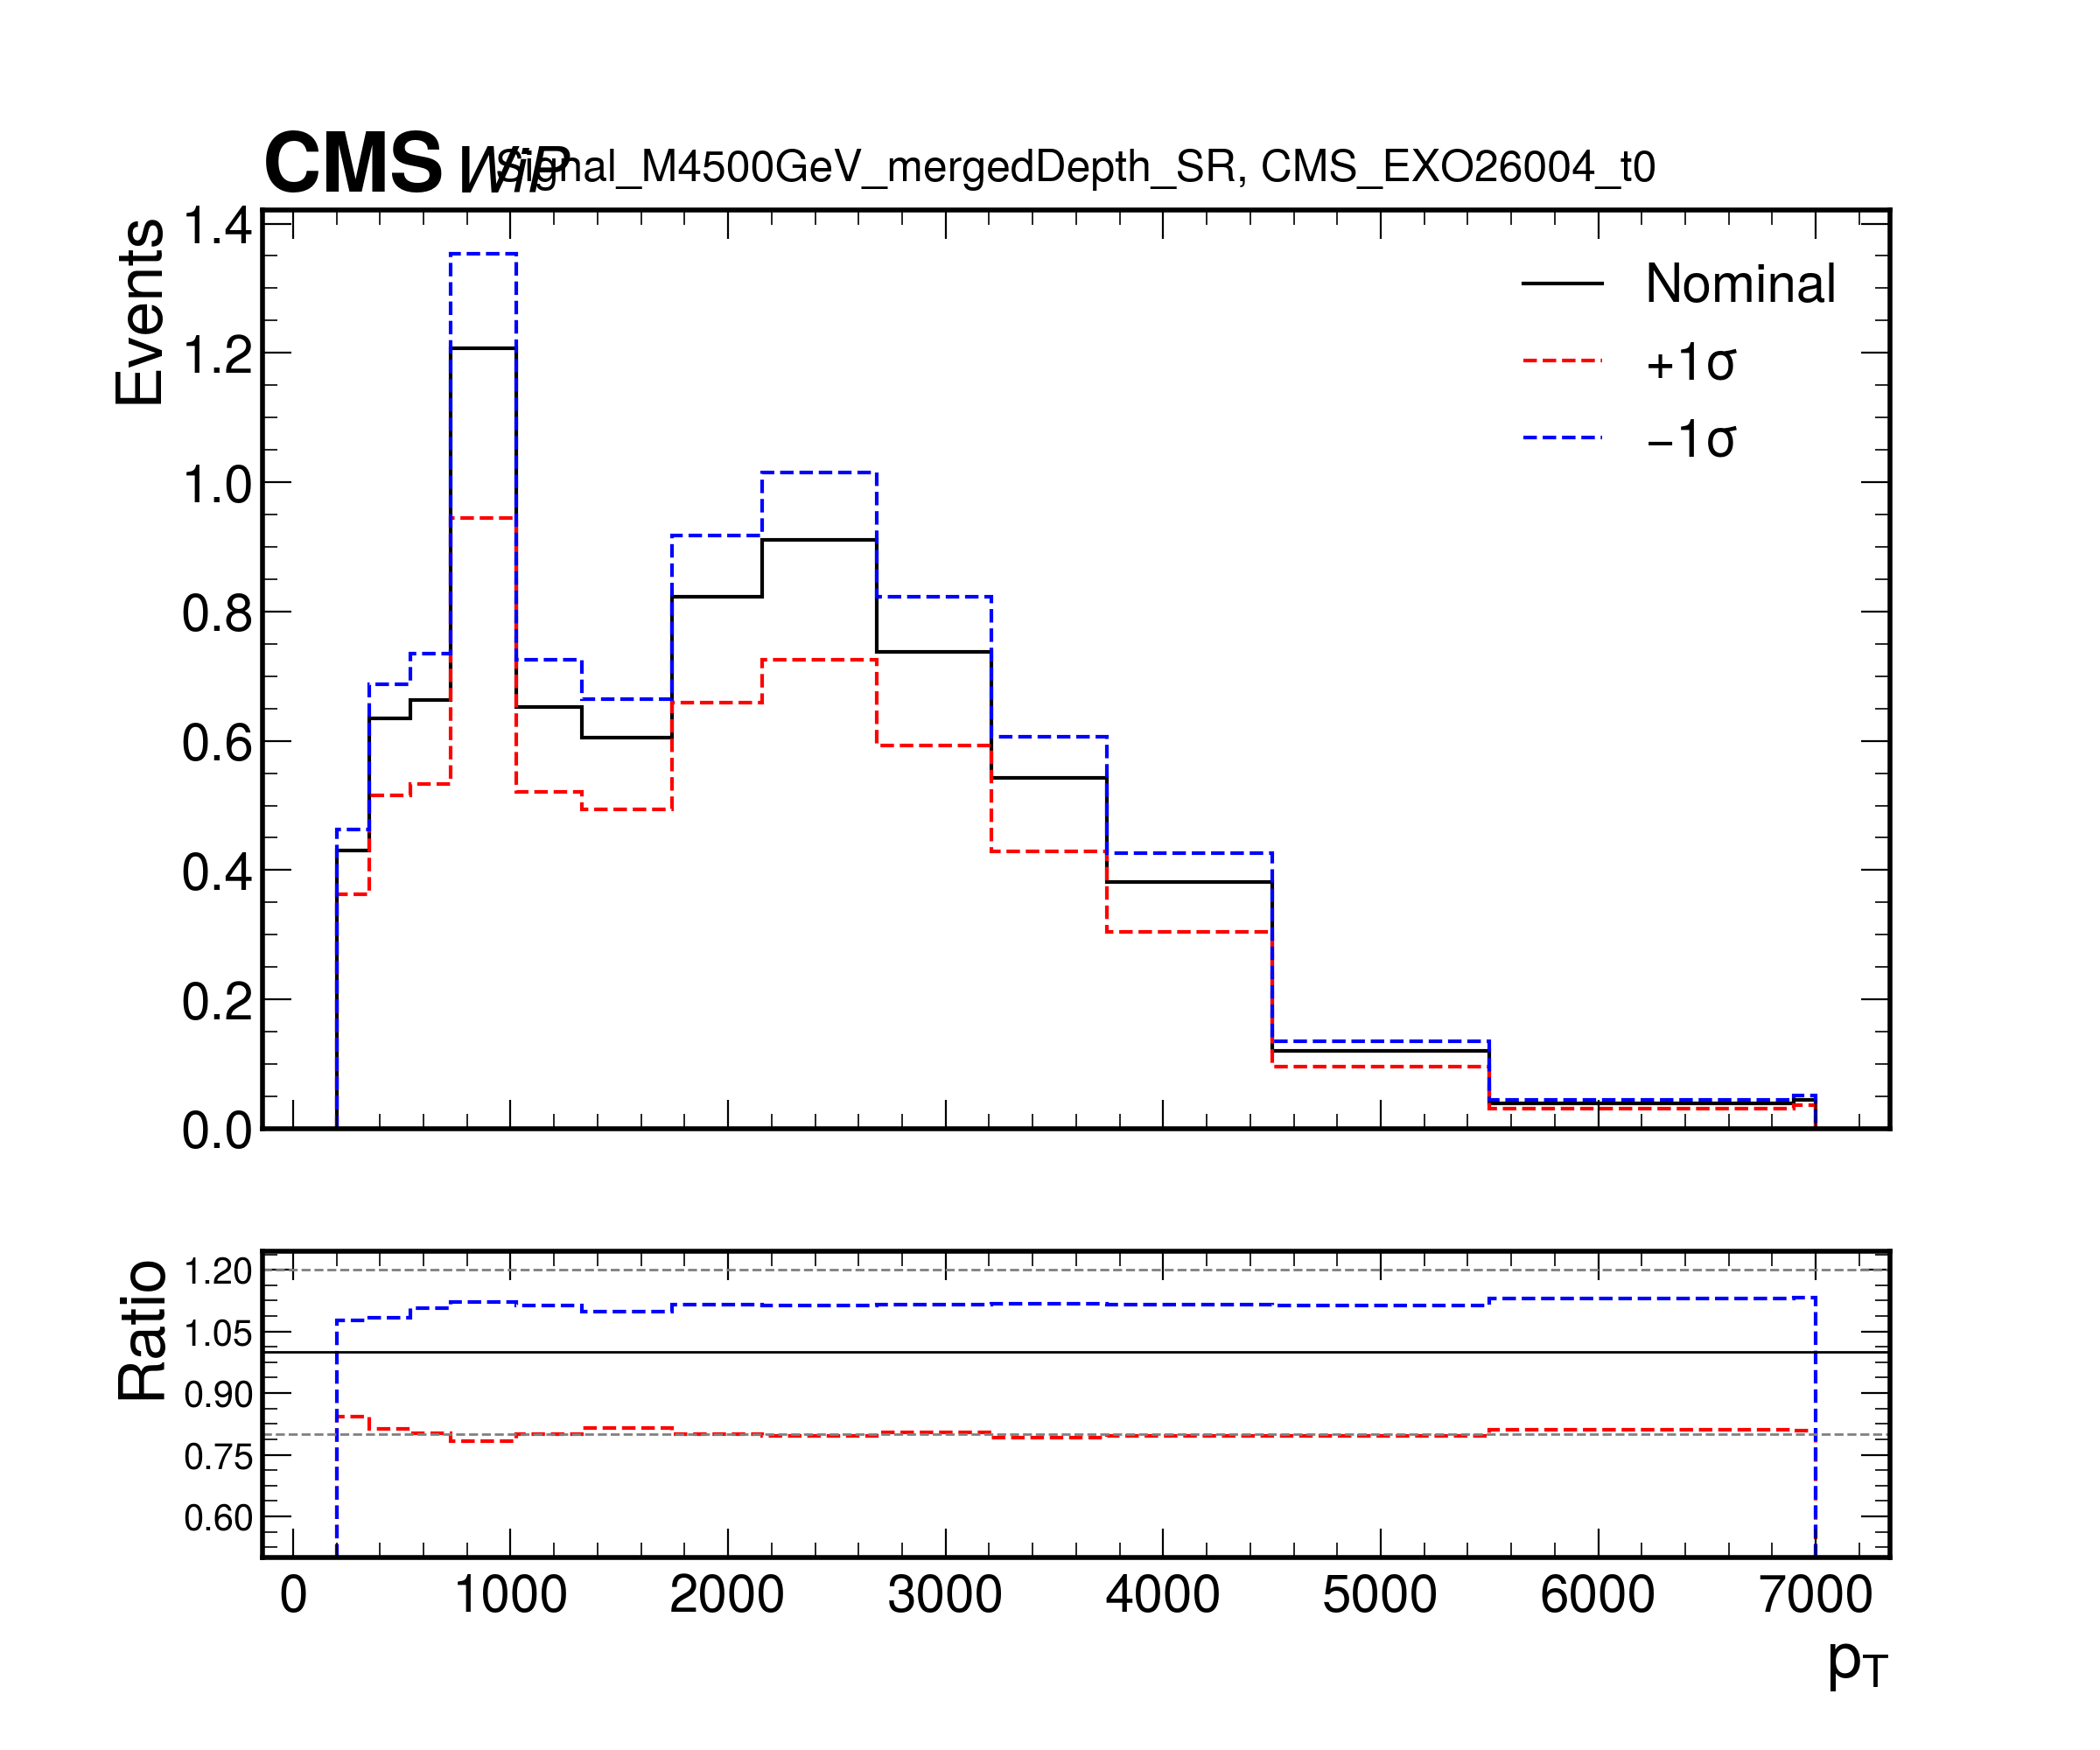 CMS WiP Signal_M4500GeV_mergedDepth_SR, CMS_EXO26004_t0
Events
1.4
1.2
1.0
0.8
0.6
0.4
0.2
0.0
Nominal
+1σ
−1σ
Ratio
1.20
1.05
0.90
0.75
0.60
0 1000 2000 3000 4000 5000 6000 7000
pT